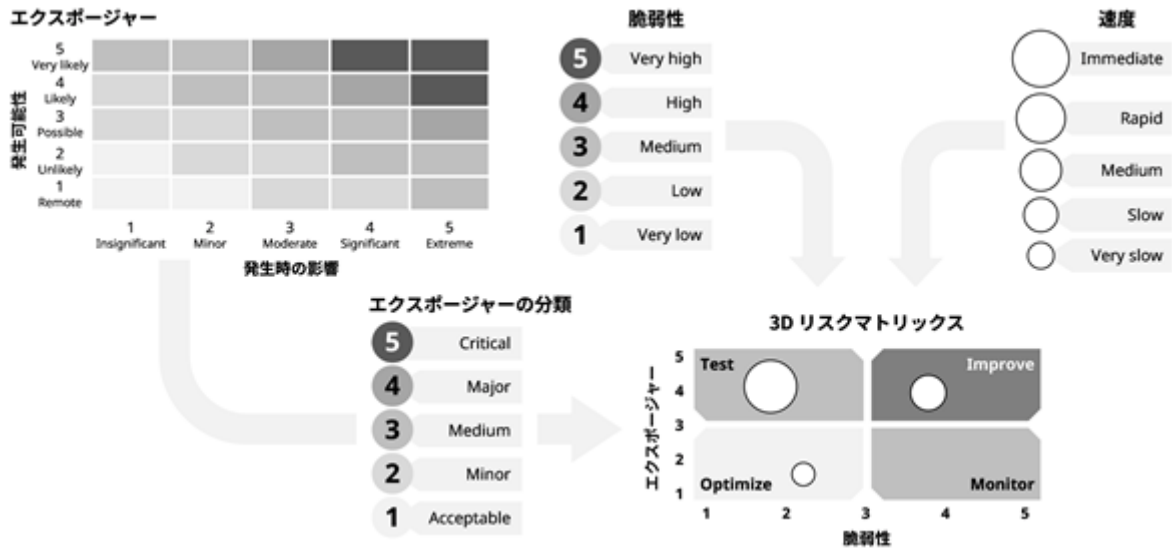 エクスポージャー
5
Very likely
4
Likely
3
Possible
2
Unlikely
1
Remote
発生可能性
1
Insignificant
2
Minor
3
Moderate
4
Significant
5
Extreme
発生時の影響
脆弱性
5 Very high
4 High
3 Medium
2 Low
1 Very low
速度
Immediate
Rapid
Medium
Slow
Very slow
エクスポージャーの分類
5 Critical
4 Major
3 Medium
2 Minor
1 Acceptable
3D リスクマトリックス
エクスポージャー
5
4
3
2
1
Test
Improve
Optimize
Monitor
1 2 3 4 5
脆弱性